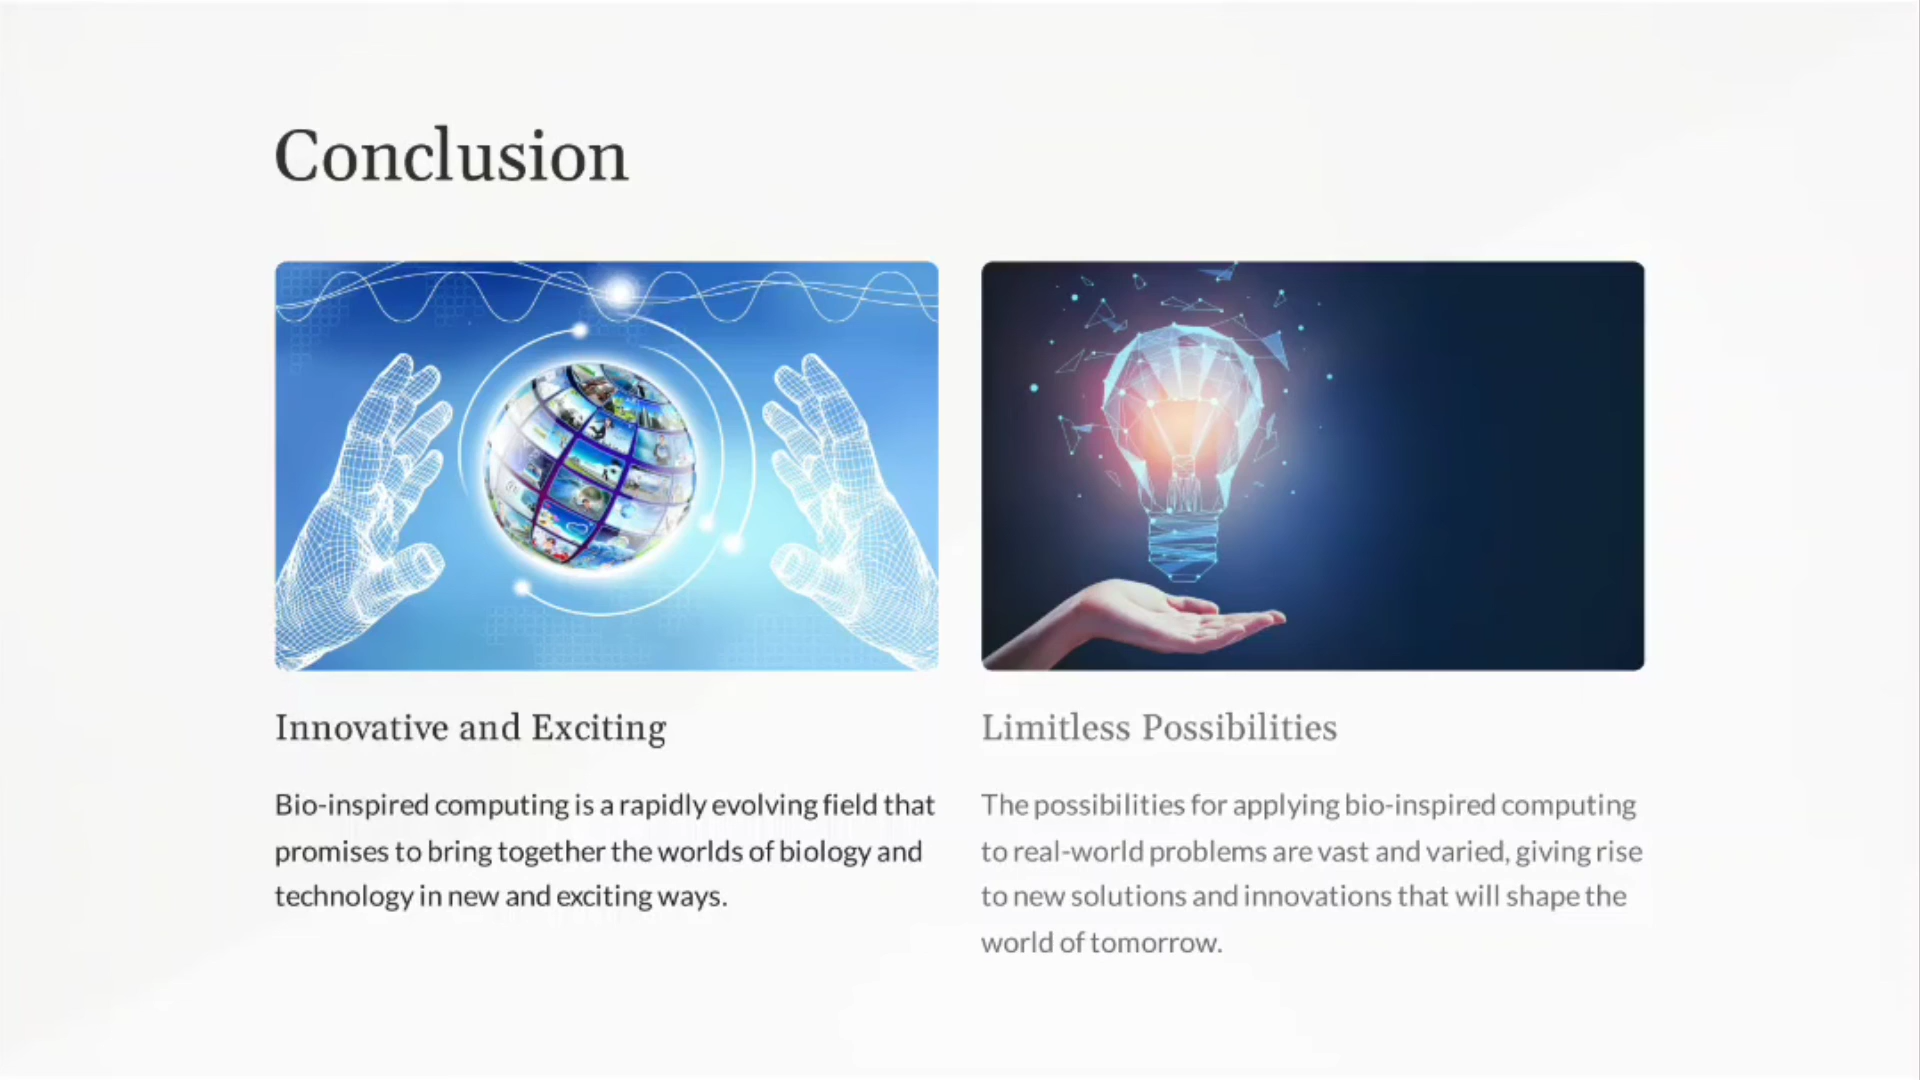 Conclusion
Innovative and Exciting
Bio-inspired computing is a rapidly evolving field that
promises to bring together the worlds of biology and
technology in new and exciting ways.
Limitless Possibilities
The possibilities for applying bio-inspired computing
to real-world problems are vast and varied, giving rise
to new solutions and innovations that will shape the
world of tomorrow.